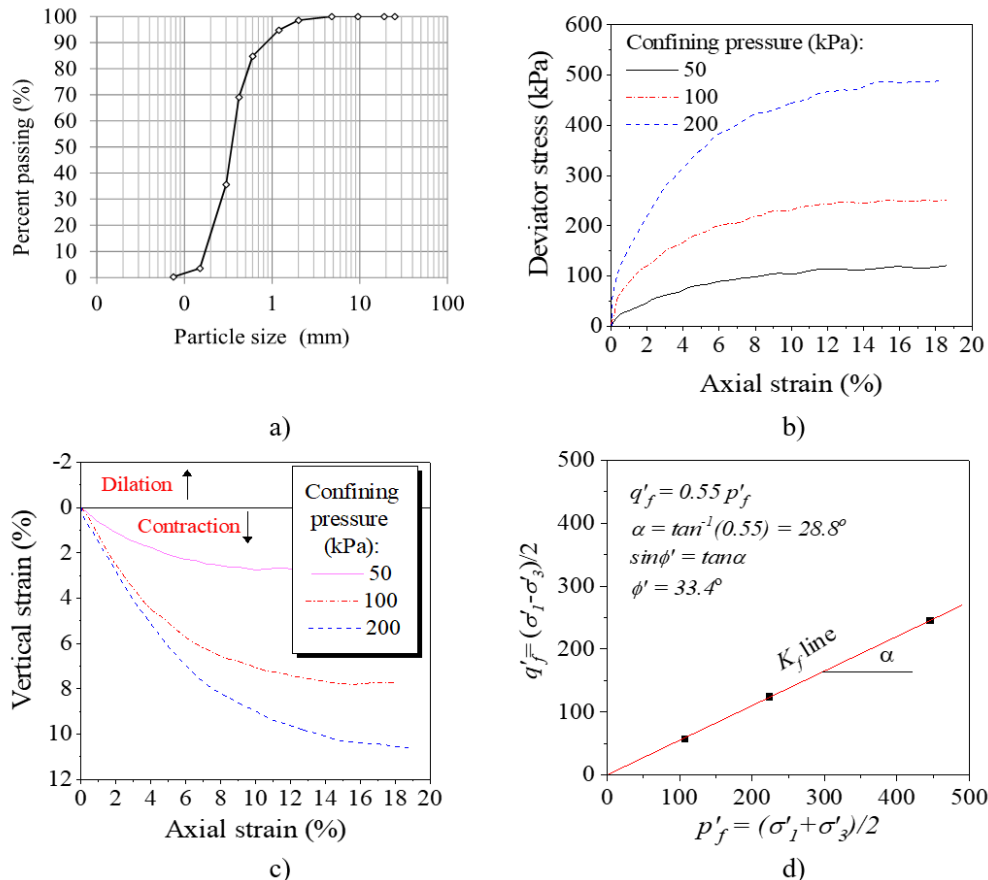 100
90
80
70
60
50
40
30
20
10
0
Percent passing (%)
0 0 1 10 100
Particle size (mm)
a)
600
500
400
300
200
100
0
Deviator stress (kPa)
Confining pressure (kPa):
50
100
200
0 2 4 6 8 10 12 14 16 18 20
Axial strain (%)
b)
-2
0
2
4
6
8
10
12
Vertical strain (%)
Dilation
Contraction
Confining
pressure
(kPa):
50
100
200
0 2 4 6 8 10 12 14 16 18 20
Axial strain (%)
c)
500
400
300
200
100
0
q'f=(σ'1-σ'3)/2
q'f = 0.55 p'f
α = tan-1(0.55) = 28.8o
sinϕ' = tanα
ϕ' = 33.4o
Kf line
α
0 100 200 300 400 500
p'f = (σ'1+σ'3)/2
d)